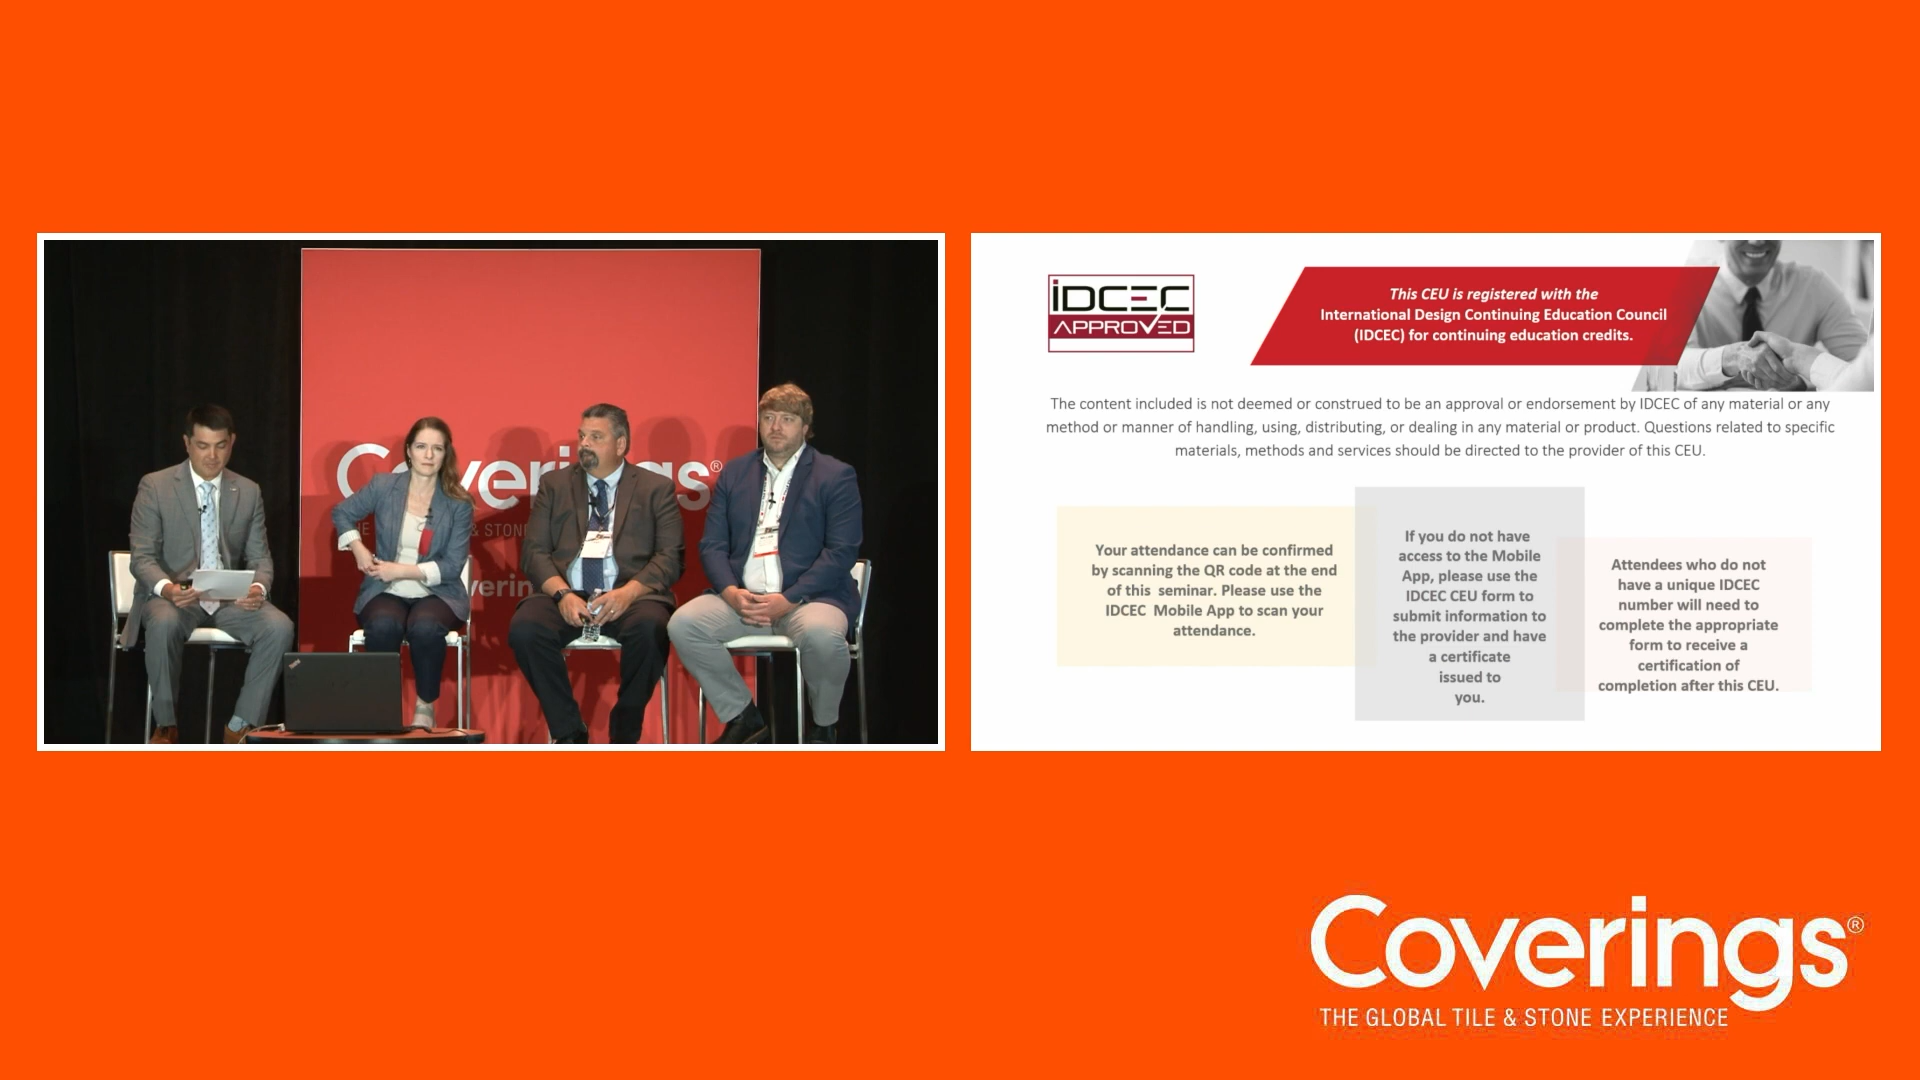 Coverings®
& STON
verin
IDCEC
APPROVED
This CEU is registered with the
International Design Continuing Education Council
(IDCEC) for continuing education credits.
The content included is not deemed or construed to be an approval or endorsement by IDCEC of any material or any
method or manner of handling, using, distributing, or dealing in any material or product. Questions related to specific
materials, methods and services should be directed to the provider of this CEU.
Your attendance can be confirmed
by scanning the QR code at the end
of this seminar. Please use the
IDCEC Mobile App to scan your
attendance.
If you do not have
access to the Mobile
App, please use the
IDCEC CEU form to
submit information to
the provider and have
a certificate
issued to
you.
Attendees who do not
have a unique IDCEC
number will need to
complete the appropriate
form to receive a
certification of
completion after this CEU.
Coverings®
THE GLOBAL TILE & STONE EXPERIENCE